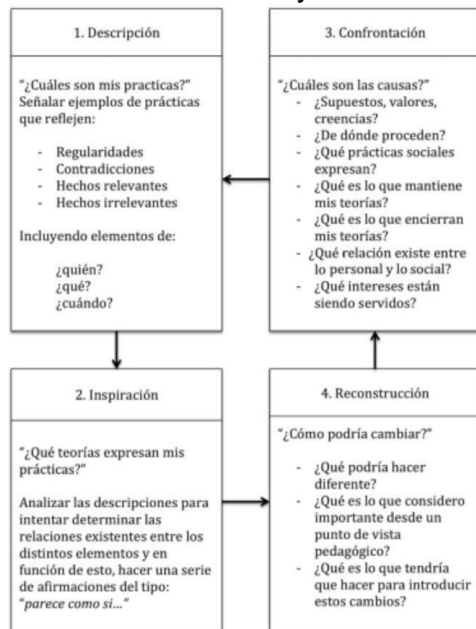 1. Descripción
"¿Cuáles son mis practicas?"
Señalar ejemplos de prácticas
que reflejen:
- Regularidades
- Contradicciones
- Hechos relevantes
- Hechos irrelevantes
Incluyendo elementos de:
¿quién?
¿qué?
¿cuándo?
2. Inspiración
"¿Qué teorías expresan mis
prácticas?"
Analizar las descripciones para
intentar determinar las
relaciones existentes entre los
distintos elementos y en
función de esto, hacer una serie
de afirmaciones del tipo:
"parece como si..."
3. Confrontación
"¿Cuáles son las causas?"
- ¿Supuestos, valores,
creencias?
- ¿De dónde proceden?
- ¿Qué prácticas sociales
expresan?
- ¿Qué es lo que mantiene
mis teorías?
- ¿Qué es lo que encierran
mis teorías?
- ¿Qué relación existe entre
lo personal y lo social?
- ¿Qué intereses están
siendo servidos?
4. Reconstrucción
"¿Cómo podría cambiar?"
- ¿Qué podría hacer
diferente?
- ¿Qué es lo que considero
importante desde un
punto de vista
pedagógico?
- ¿Qué es lo que tendría
que hacer para introducir
estos cambios?